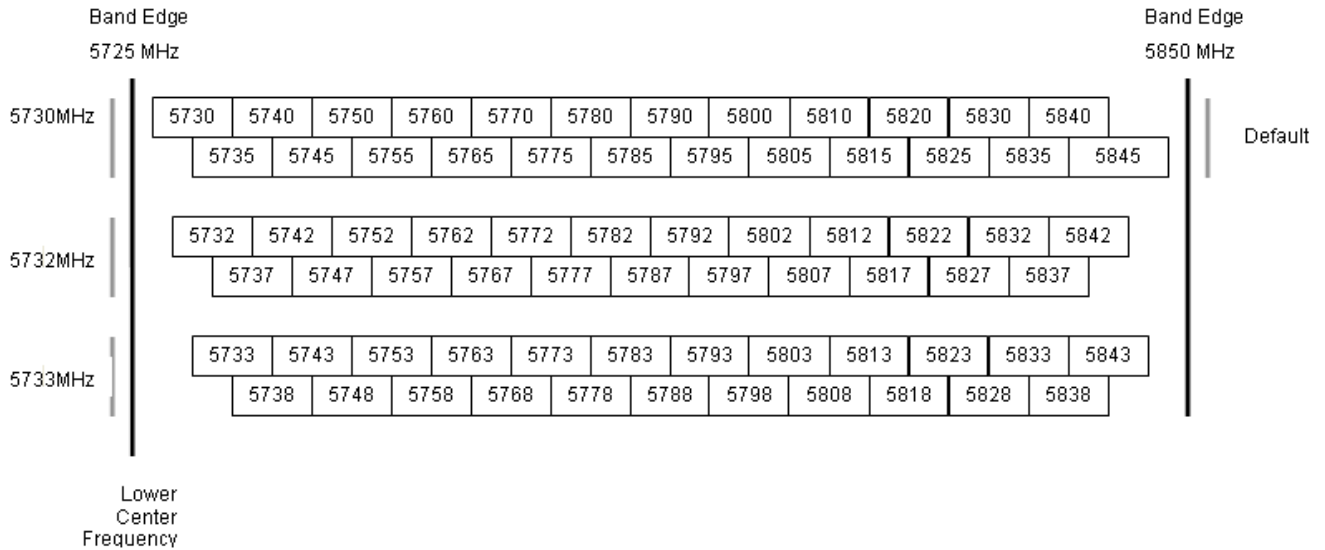 Band Edge
Band Edge
5725 MHz
5850 MHz
5730MHz
5730 5740 5750 5760 5770 5780 5790 5800 5810 5820 5830 5840
5735 5745 5755 5765 5775 5785 5795 5805 5815 5825 5835 5845
Default
5732MHz
5732 5742 5752 5762 5772 5782 5792 5802 5812 5822 5832 5842
5737 5747 5757 5767 5777 5787 5797 5807 5817 5827 5837
5733MHz
5733 5743 5753 5763 5773 5783 5793 5803 5813 5823 5833 5843
5738 5748 5758 5768 5778 5788 5798 5808 5818 5828 5838
Lower
Center
Frequency